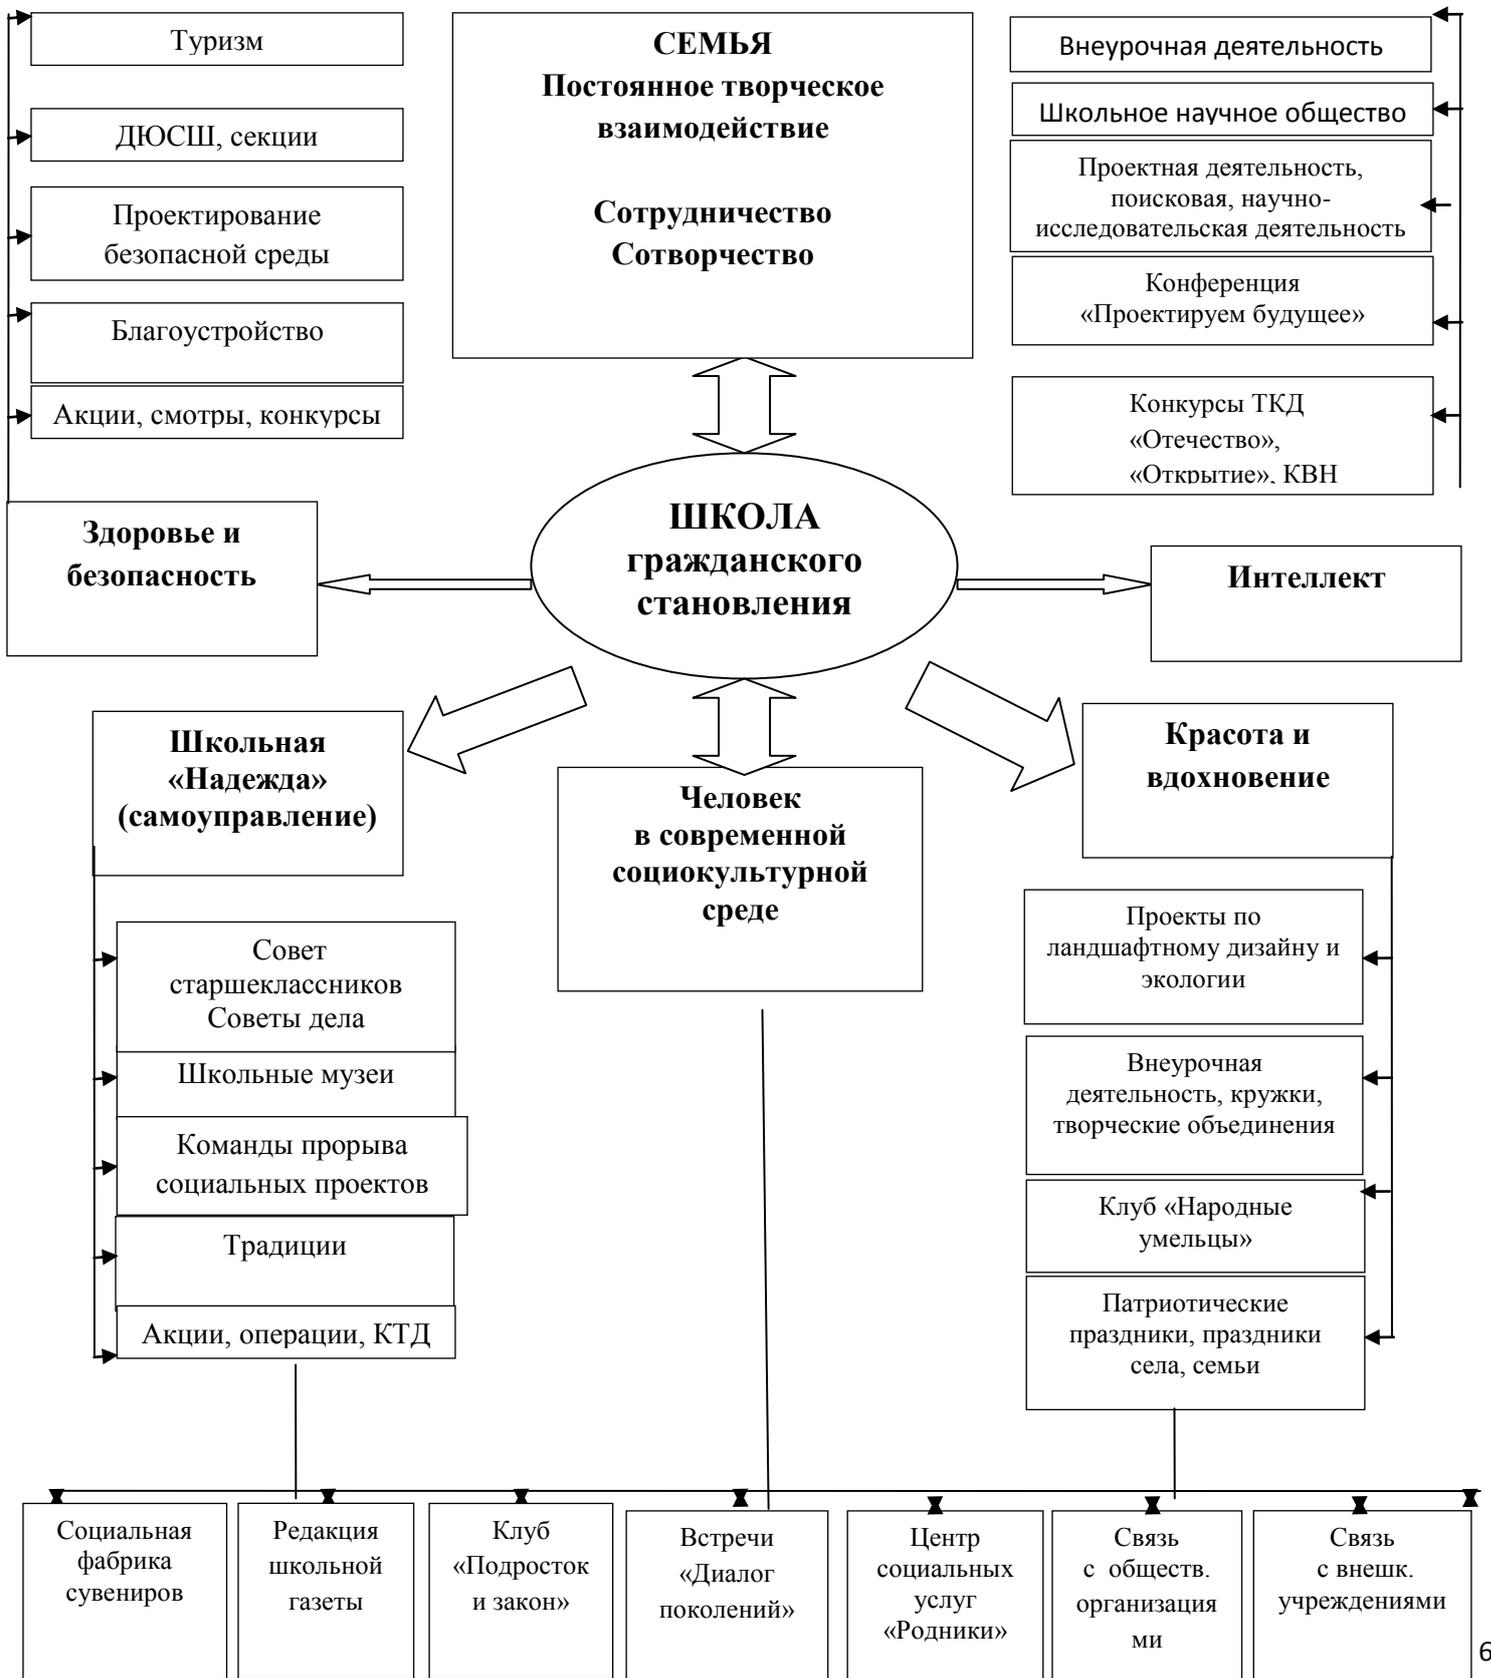 Туризм
ДЮСШ, секции
Проектирование
безопасной среды
Благоустройство
Акции, смотры, конкурсы
СЕМЬЯ
Постоянное творческое
взаимодействие
Сотрудничество
Сотворчество
Внеурочная деятельность
Школьное научное общество
Проектная деятельность,
поисковая, научно-
исследовательская деятельность
Конференция
«Проектируем будущее»
Конкурсы ТКД
«Отечество»,
«Открытие», КВН
Здоровье и
безопасность
ШКОЛА
гражданского
становления
Интеллект
Школьная
«Надежда»
(самоуправление)
Человек
в современной
социокультурной
среде
Красота и
вдохновение
Совет
старшеклассников
Советы дела
Школьные музеи
Команды прорыва
социальных проектов
Традиции
Акции, операции, КТД
Проекты по
ландшафтному дизайну и
экологии
Внеурочная
деятельность, кружки,
творческие объединения
Клуб «Народные
умельцы»
Патриотические
праздники, праздники
села, семьи
Социальная
фабрика
сувениров
Редакция
школьной
газеты
Клуб
«Подросток
и закон»
Встречи
«Диалог
поколений»
Центр
социальных
услуг
«Родники»
Связь
с обществ.
организация
ми
Связь
с внешк.
учреждениями
6